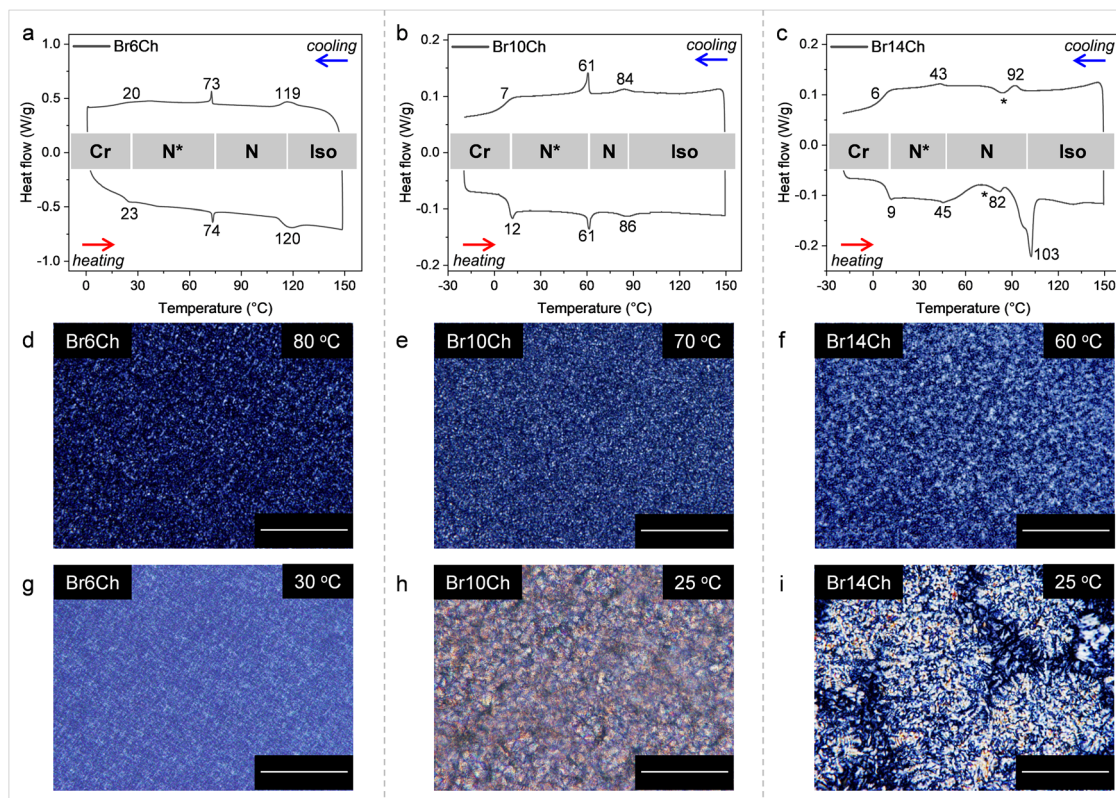 a
Br6Ch
cooling
20
73
119
Cr
N*
N
Iso
23
74
120
heating
1.0
0.5
0.0
-0.5
-1.0
Heat flow (W/g)
0
30
60
90
120
150
Temperature (°C)
b
Br10Ch
cooling
7
61
84
Cr
N*
N
Iso
12
61
86
heating
0.2
0.1
0.0
-0.1
-0.2
Heat flow (W/g)
-30
0
30
60
90
120
150
Temperature (°C)
c
Br14Ch
cooling
6
43
92
*
Cr
N*
N
Iso
9
45
*
82
103
heating
0.2
0.1
0.0
-0.1
-0.2
Heat flow (W/g)
-30
0
30
60
90
120
150
Temperature (°C)
d
Br6Ch
80 °C
e
Br10Ch
70 °C
f
Br14Ch
60 °C
g
Br6Ch
30 °C
h
Br10Ch
25 °C
i
Br14Ch
25 °C